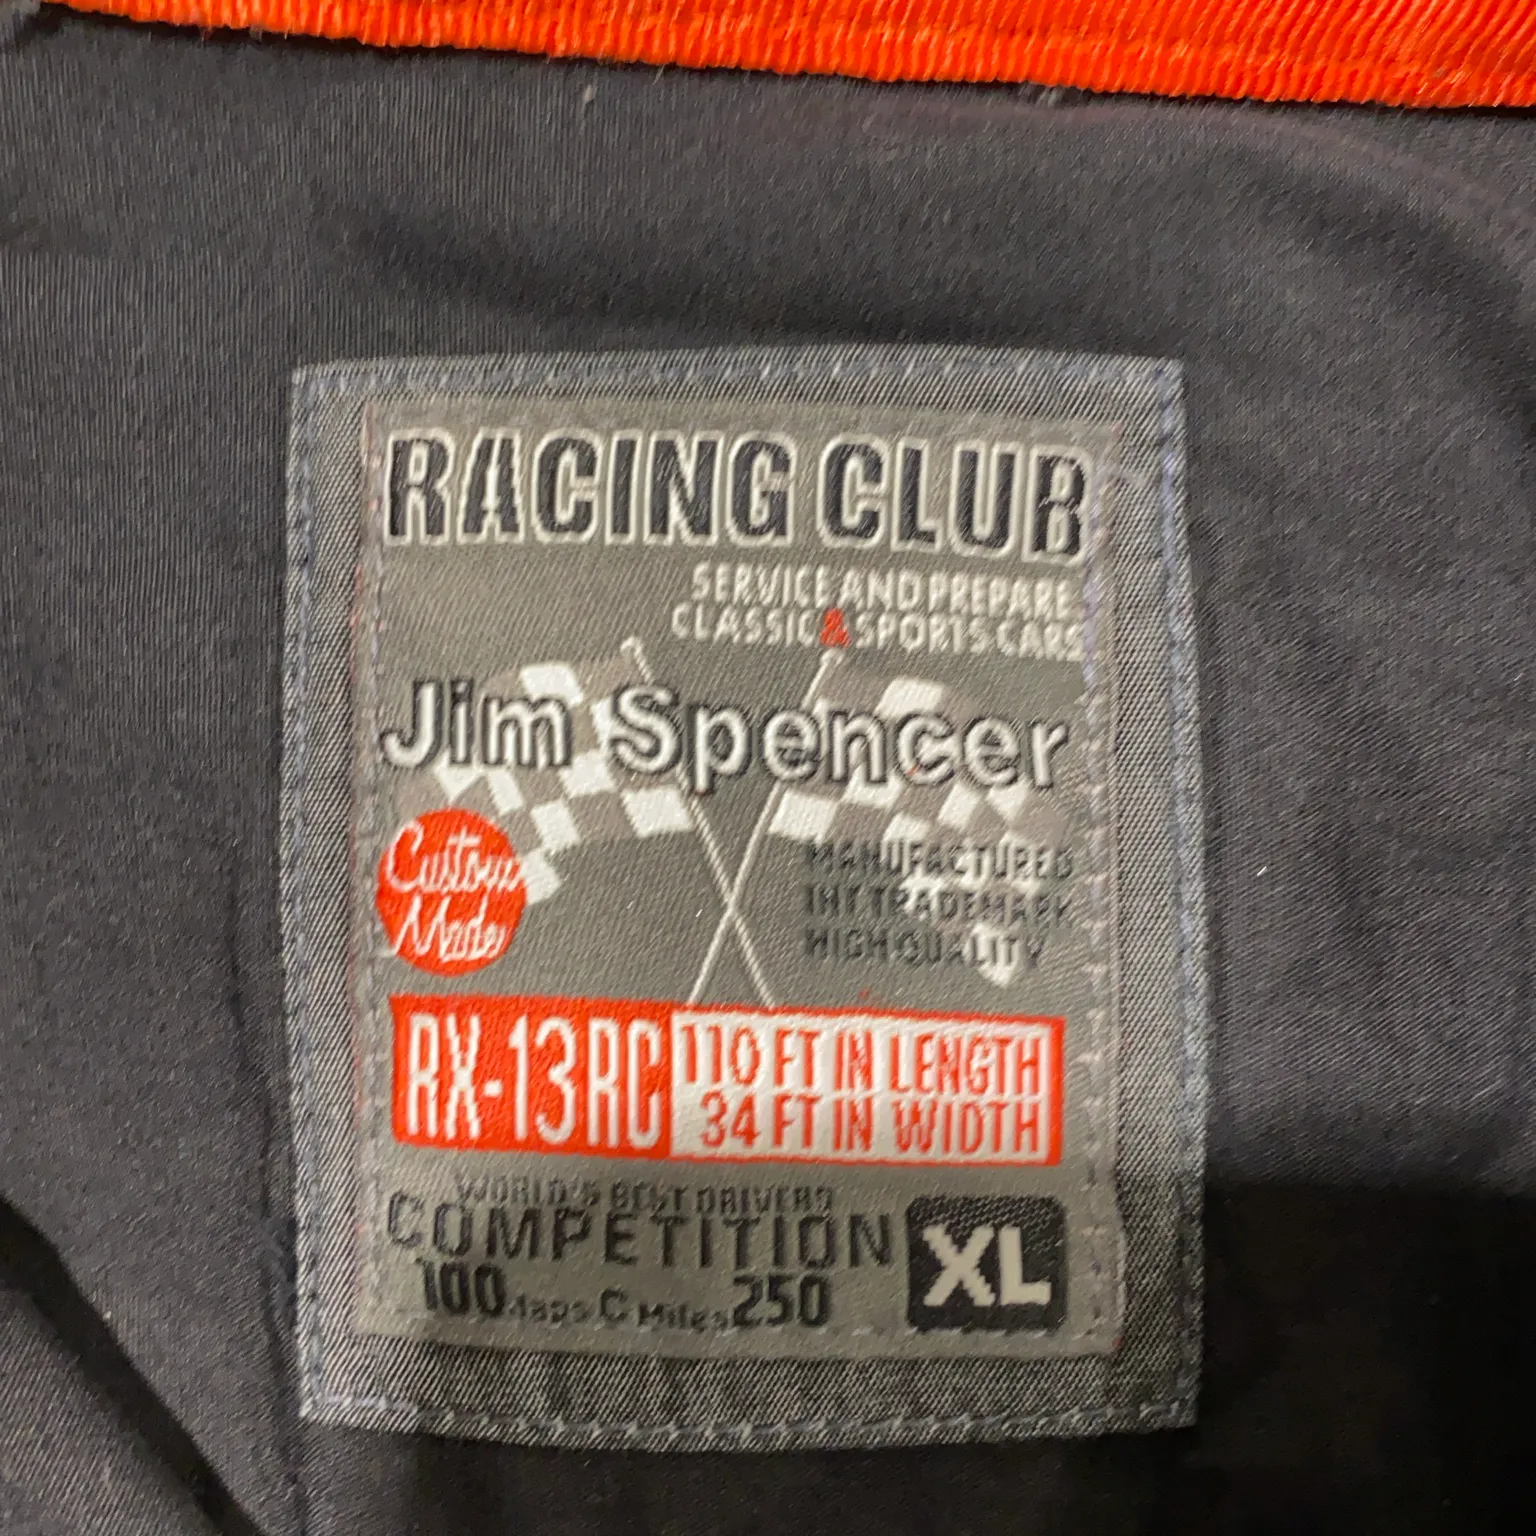 RACING CLUB
SERVICE AND PREPARE
CLASSIC & SPORTS CARS
Jim Spencer
Custom
Made
MANUFACTURED
INT TRADEMARK
HIGH QUALITY
RX-13RC
110 FT IN LENGTH
34 FT IN WIDTH
WORLD'S BEST DRIVERS
COMPETITION
100 C Miles 250
XL